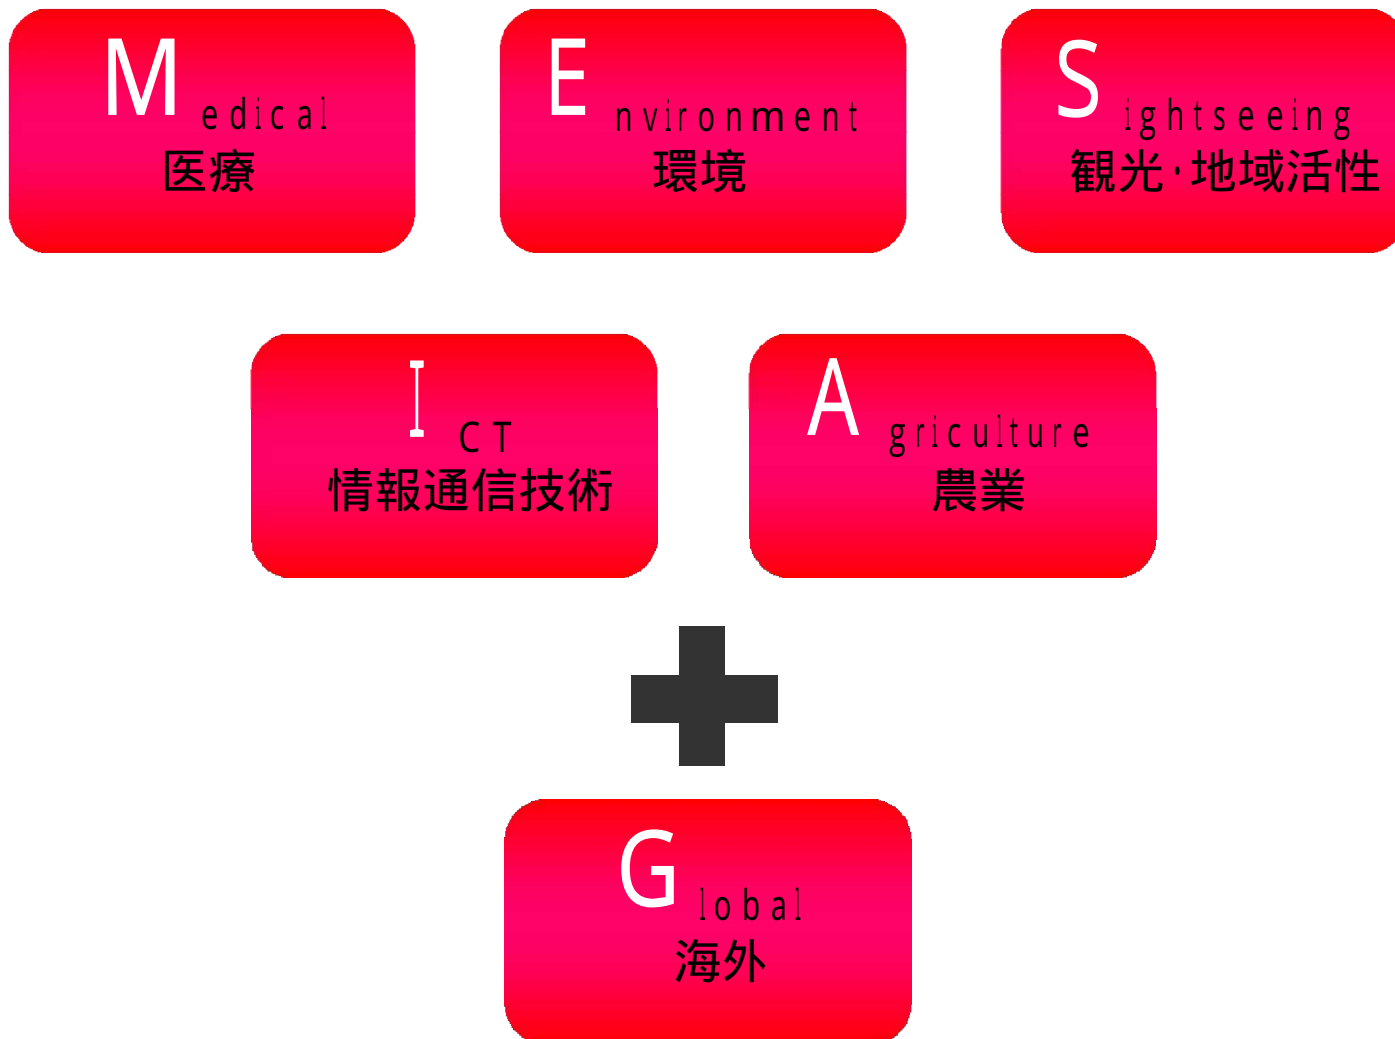 Medical
医療
Environment
環境
Sightseeing
観光・地域活性
ICT
情報通信技術
Agriculture
農業
Global
海外